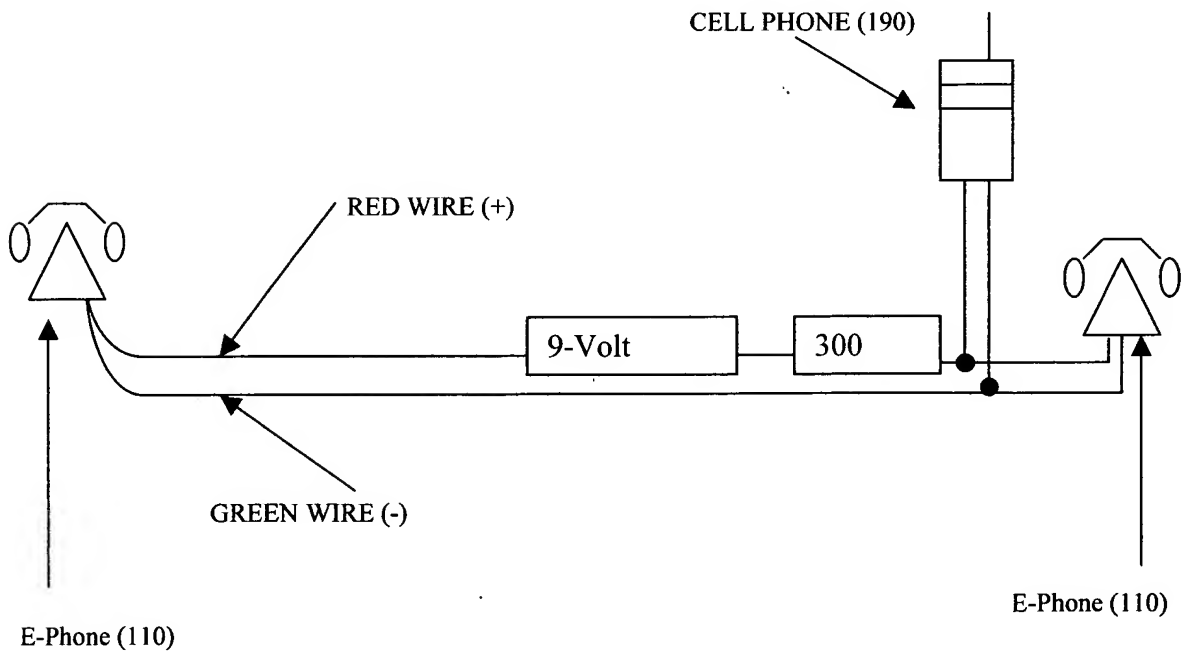 CELL PHONE (190)
RED WIRE (+)
9-Volt
300
GREEN WIRE (-)
E-Phone (110)
E-Phone (110)